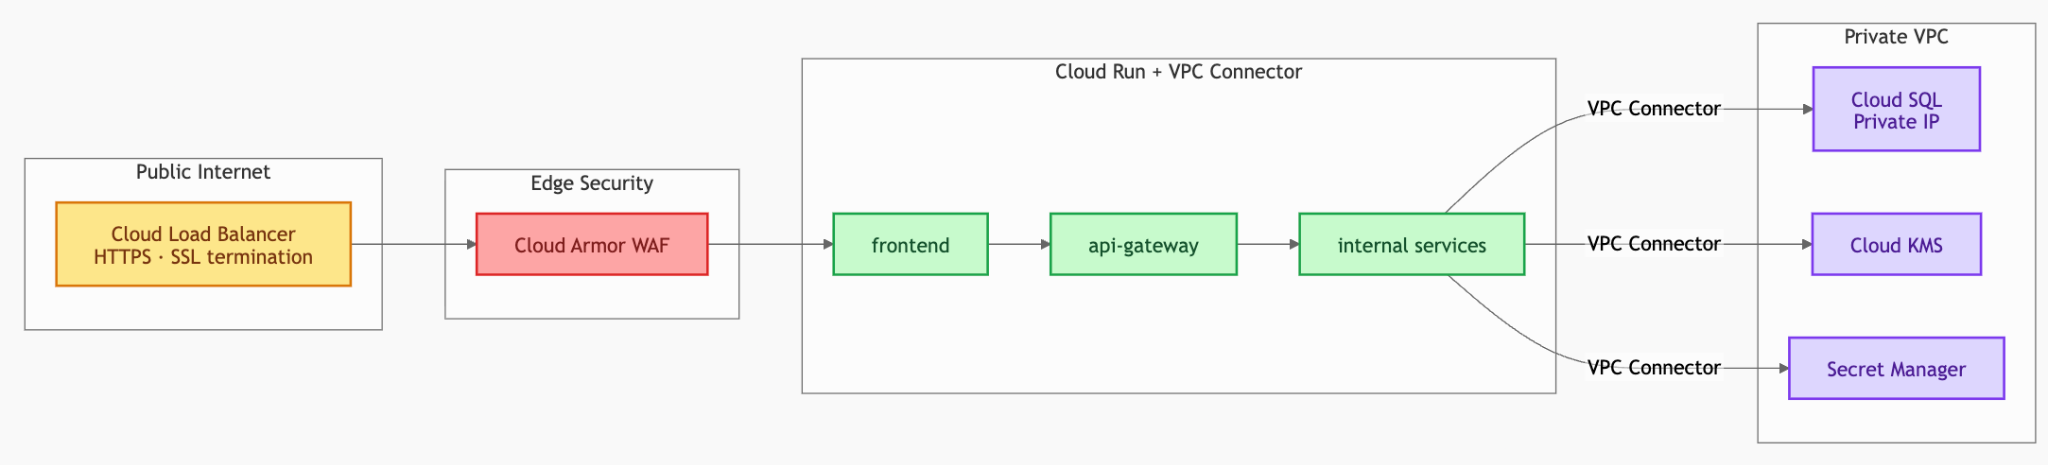 Public Internet
Cloud Load Balancer
HTTPS · SSL termination
Edge Security
Cloud Armor WAF
Cloud Run + VPC Connector
frontend
api-gateway
internal services
VPC Connector
VPC Connector
VPC Connector
Private VPC
Cloud SQL
Private IP
Cloud KMS
Secret Manager